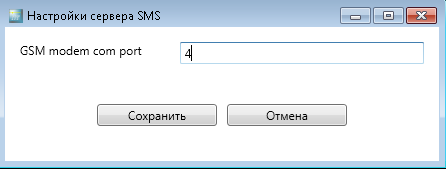 Настройки сервера SMS
GSM modem com port
4
Сохранить
Отмена